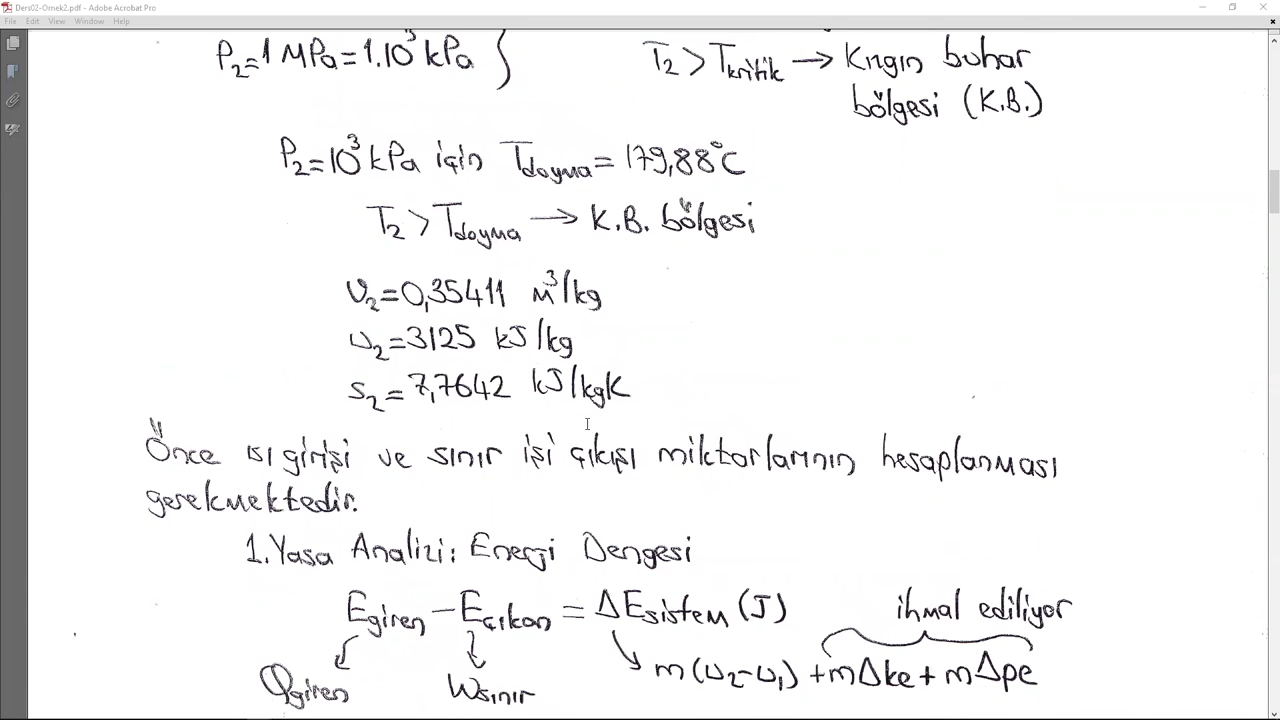 Ders02-Ornek2.pdf - Adobe Acrobat Pro
File Edit View Window Help
P₂=1 MPa=1.10³ kPa }
T₂ > Tkritik → Kızgın buhar
bölgesi (K.B.)
P₂=10³ kPa için Tdoyma=179,88°C
T₂ > Tdoyma → K.B. bölgesi
v₂=0,35411 m³/kg
u₂=3125 kJ/kg
s₂=7,7642 kJ/kgK
Önce ısı girişi ve sınır işi çıkışı miktarlarının hesaplanması
gerekmektedir.
1.Yasa Analizi: Enerji Dengesi
Egiren - Eçıkan = ΔEsistem (J)
ihmal ediliyor
Qgiren Wsınır m(u₂-u₁) + mΔke + mΔpe